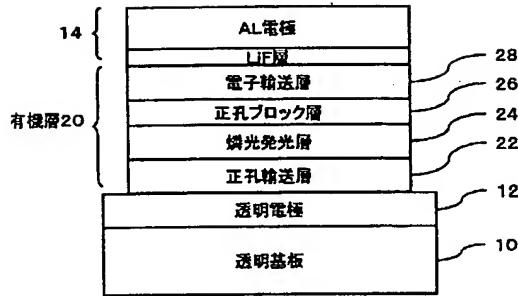 14
AL電極
LiF層
28
電子輸送層
26
正孔ブロック層
有機層20
24
燐光発光層
22
正孔輸送層
12
透明電極
10
透明基板